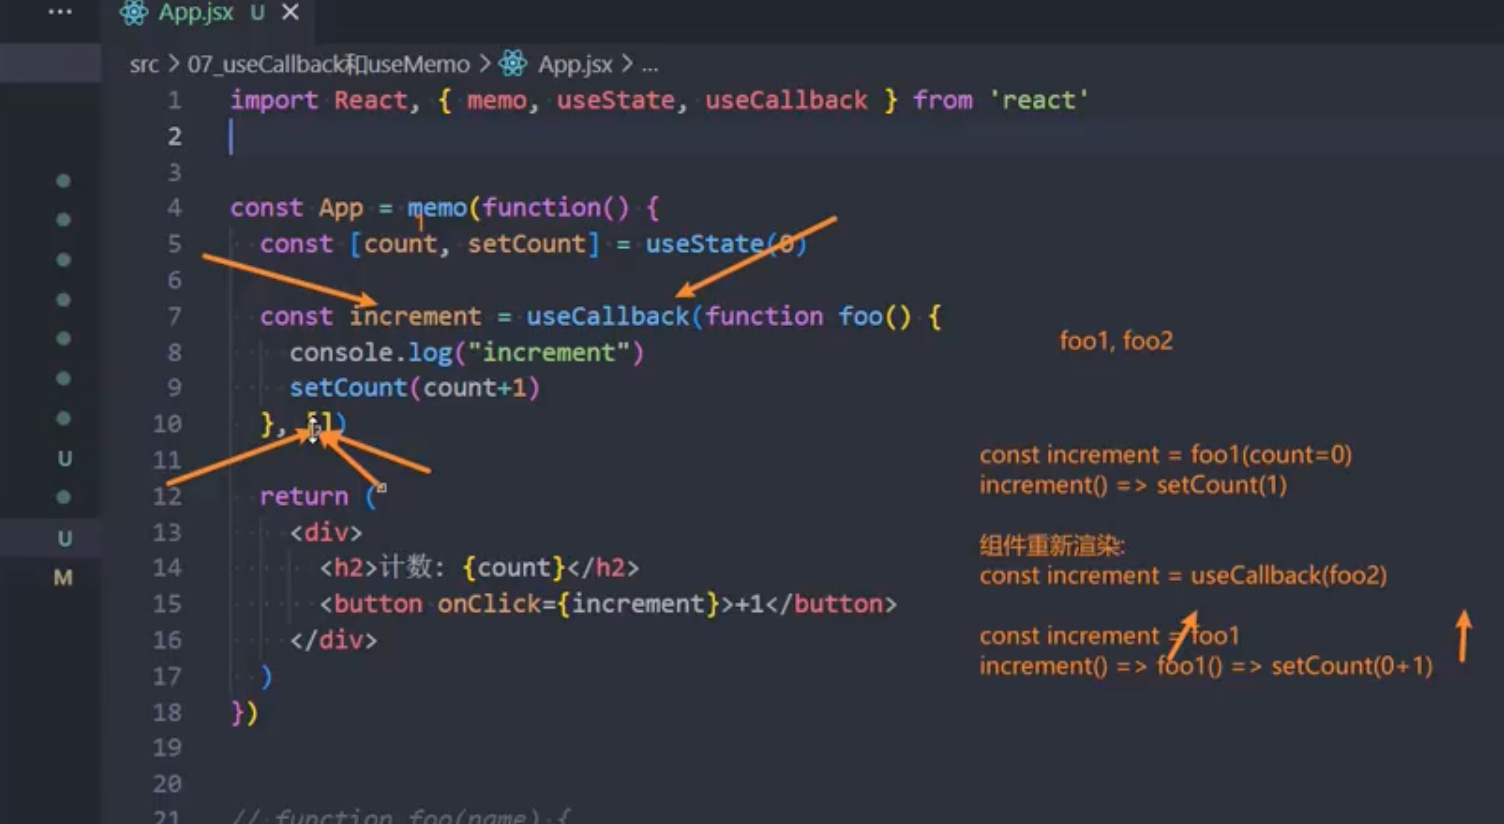 ... App.jsx U ×
src > 07_useCallback和useMemo > App.jsx > ...
1 import React, { memo, useState, useCallback } from 'react'
2
3
4 const App = memo(function() {
5 const [count, setCount] = useState(0)
6
7 const increment = useCallback(function foo() {
8 console.log("increment")
9 setCount(count+1)
10 }, [])
11
12 return (
13 <div>
14 <h2>计数: {count}</h2>
15 <button onClick={increment}>+1</button>
16 </div>
17 )
18 })
19
20
21 // function foo(name) {
foo1, foo2
const increment = foo1(count=0)
increment() => setCount(1)
组件重新渲染:
const increment = useCallback(foo2)
const increment = foo1
increment() => foo1() => setCount(0+1)
U
U
M